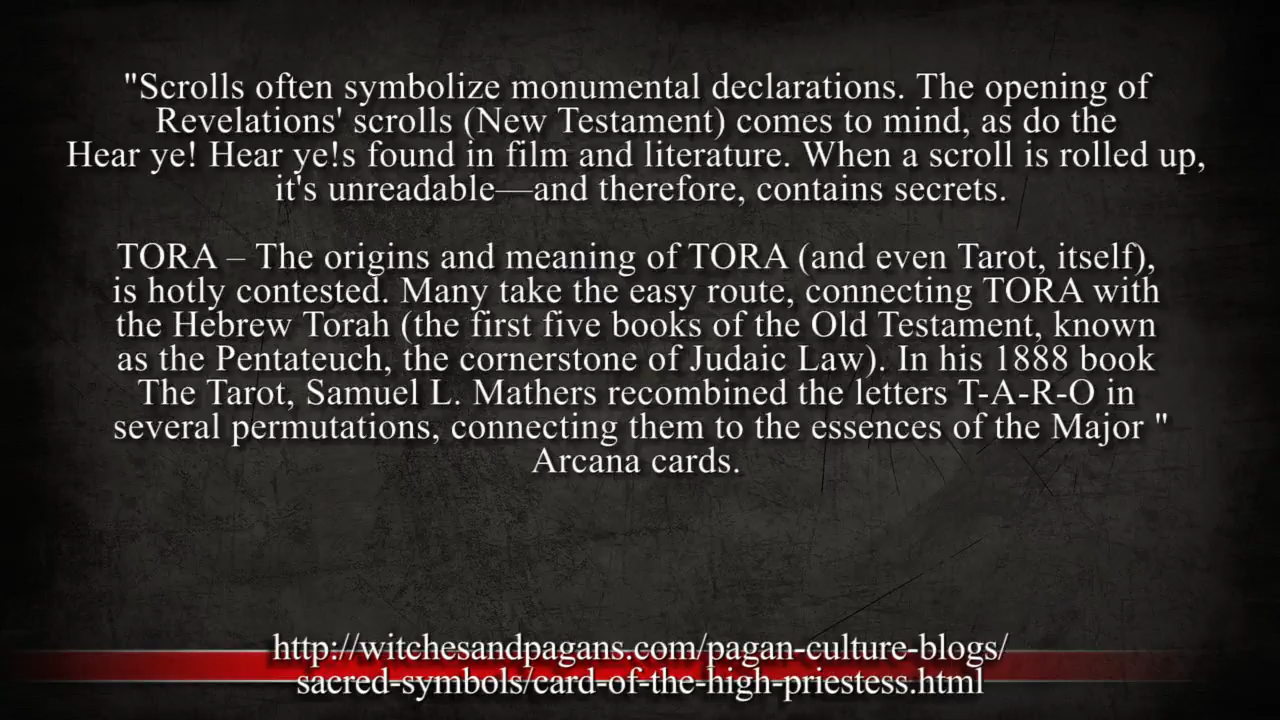 "Scrolls often symbolize monumental declarations. The opening of
Revelations' scrolls (New Testament) comes to mind, as do the
Hear ye! Hear ye!s found in film and literature. When a scroll is rolled up,
it's unreadable—and therefore, contains secrets.
TORA – The origins and meaning of TORA (and even Tarot, itself),
is hotly contested. Many take the easy route, connecting TORA with
the Hebrew Torah (the first five books of the Old Testament, known
as the Pentateuch, the cornerstone of Judaic Law). In his 1888 book
The Tarot, Samuel L. Mathers recombined the letters T-A-R-O in
several permutations, connecting them to the essences of the Major "
Arcana cards.
http://witchesandpagans.com/pagan-culture-blogs/
sacred-symbols/card-of-the-high-priestess.html